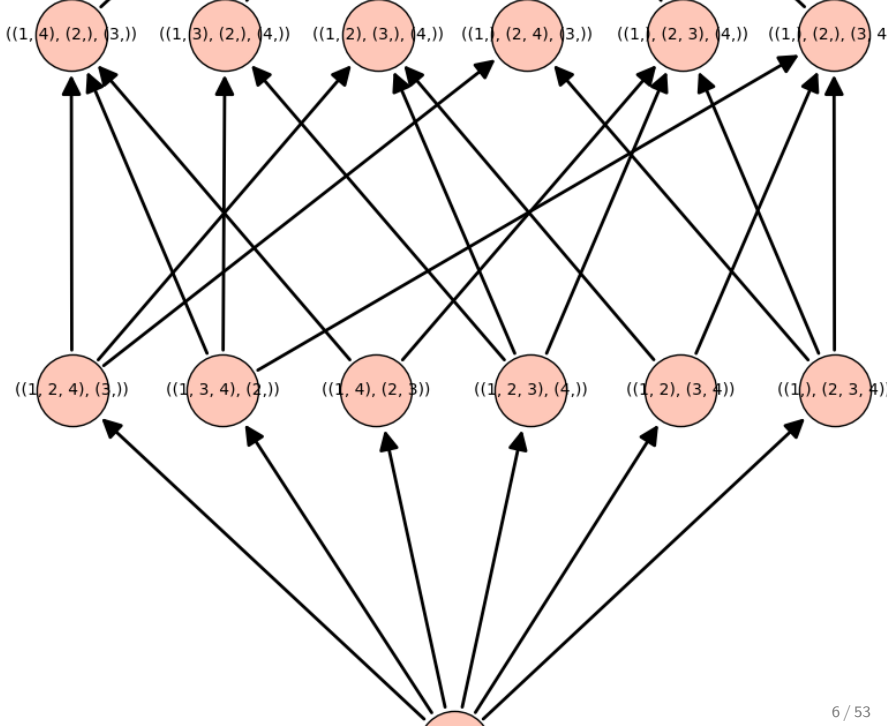 ((1, 4), (2,), (3,)) ((1, 3), (2,), (4,)) ((1, 2), (3,), (4,)) ((1,), (2, 4), (3,)) ((1,), (2, 3), (4,)) ((1,), (2,), (3, 4
((1, 2, 4), (3,)) ((1, 3, 4), (2,)) ((1, 4), (2, 3)) ((1, 2, 3), (4,)) ((1, 2), (3, 4)) ((1,), (2, 3, 4))
6 / 53